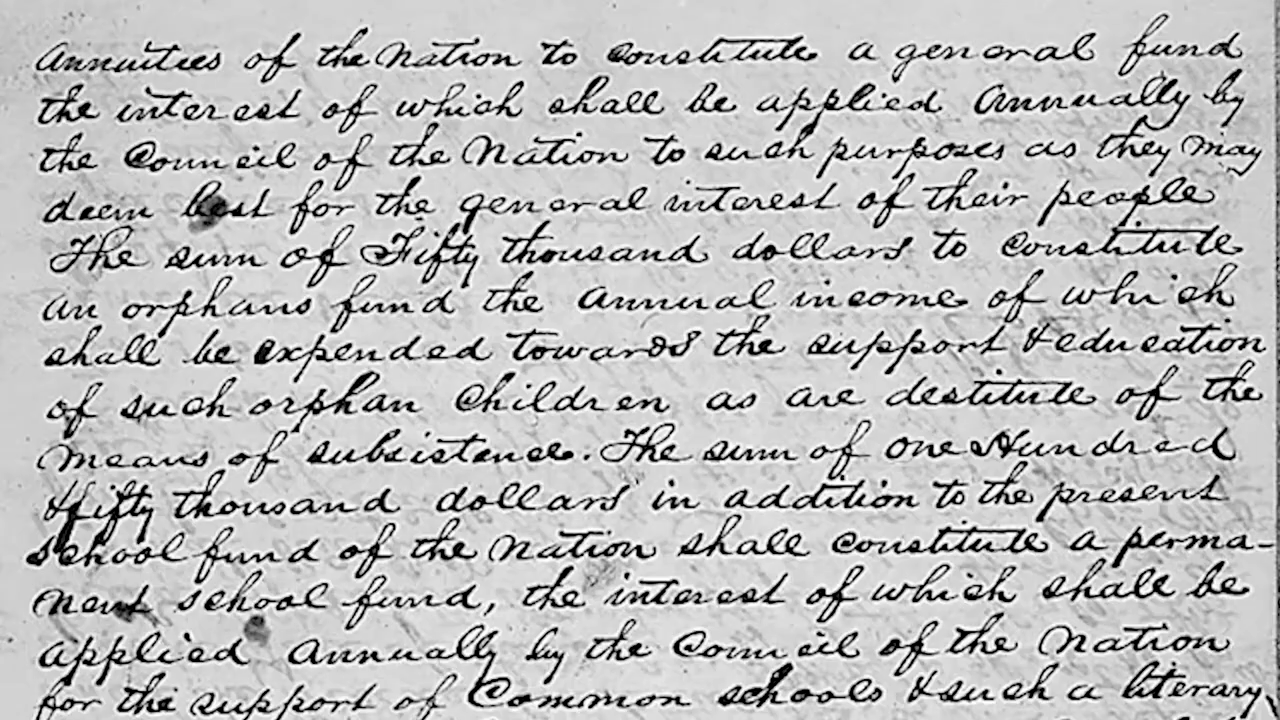 Annuities of the Nation to Constitute a general fund
the interest of which shall be applied Annually by
the Council of the Nation to such purposes as they may
deem best for the general interest of their people
The sum of Fifty thousand dollars to Constitute
an orphans fund the Annual income of which
shall be expended towards the support & education
of such orphan Children as are destitute of the
means of subsistence. The sum of one Hundred
& fifty thousand dollars in addition to the present
School fund of the Nation shall constitute a perma-
nent school fund, the interest of which shall be
applied Annually by the Council of the Nation
for the support of Common schools & such a literary